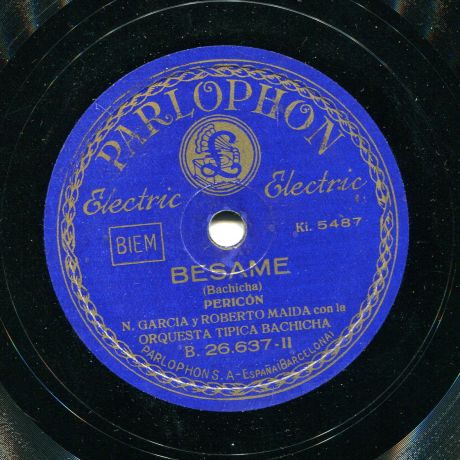 PARLOPHON
Electric Electric
BIEM
Ki. 5487
BESAME
(Bachicha)
PERICÓN
N. GARCIA y ROBERTO MAIDA con la
ORQUESTA TIPICA BACHICHA
B. 26.637-II
PARLOPHON S. A-ESPAÑA(BARCELONA)